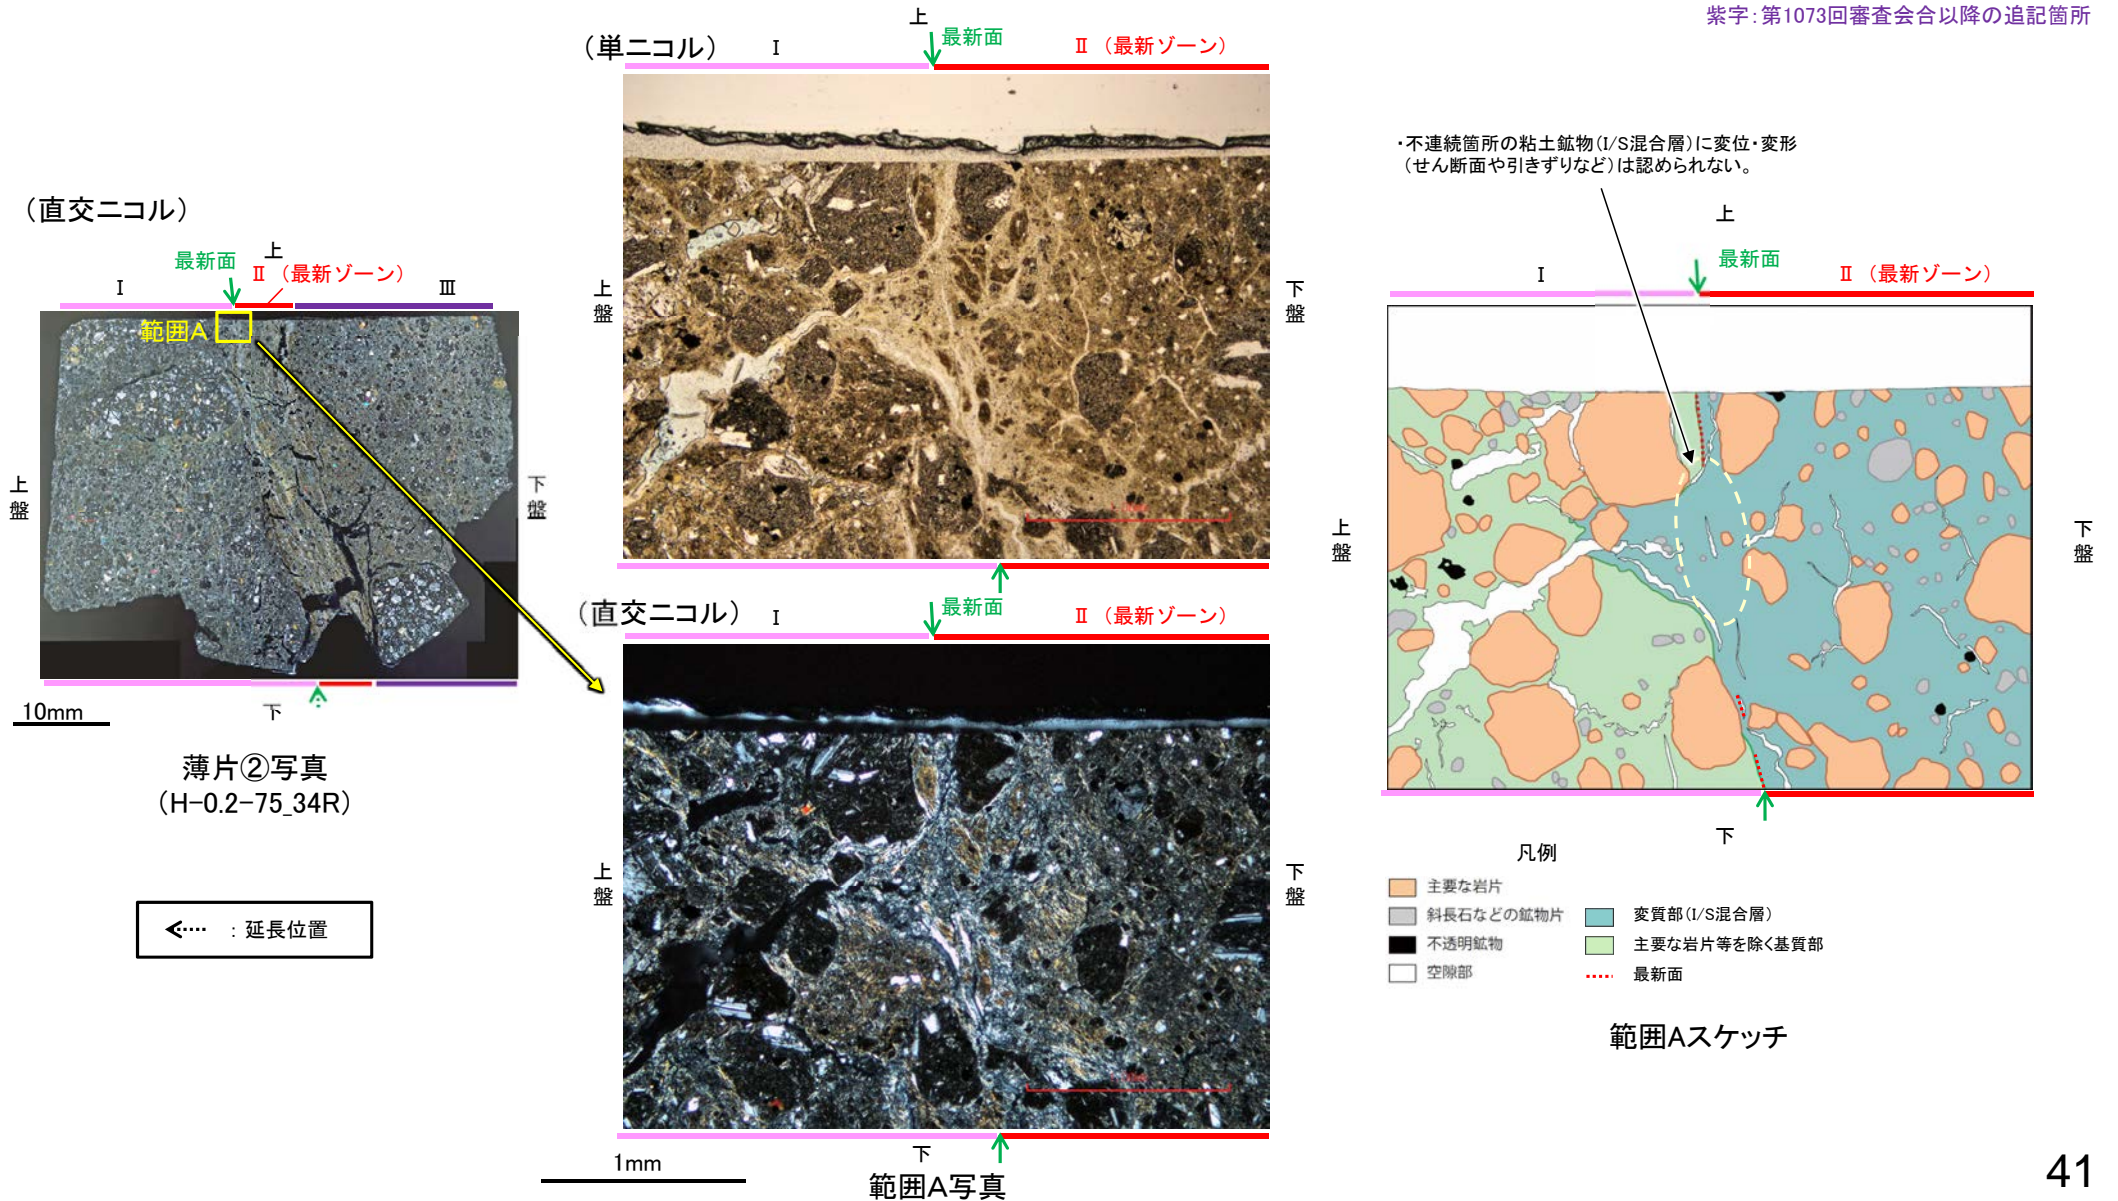 紫字：第1073回審査会合以降の追記箇所
（直交ニコル）
最新面
上
Ⅰ
Ⅱ （最新ゾーン）
Ⅲ
範囲A
上盤
下盤
下
10mm
薄片②写真
（H-0.2-75_34R）
：延長位置
（単ニコル）
上
Ⅰ
最新面
Ⅱ （最新ゾーン）
上盤
下盤
（直交ニコル）
Ⅰ
最新面
Ⅱ （最新ゾーン）
上盤
下盤
下
1mm
範囲A写真
・不連続箇所の粘土鉱物（I/S混合層）に変位・変形
（せん断面や引きずりなど）は認められない。
上
Ⅰ
最新面
Ⅱ （最新ゾーン）
上盤
下盤
下
凡例
主要な岩片
斜長石などの鉱物片
不透明鉱物
空隙部
変質部（I/S混合層）
主要な岩片等を除く基質部
最新面
範囲Aスケッチ
41